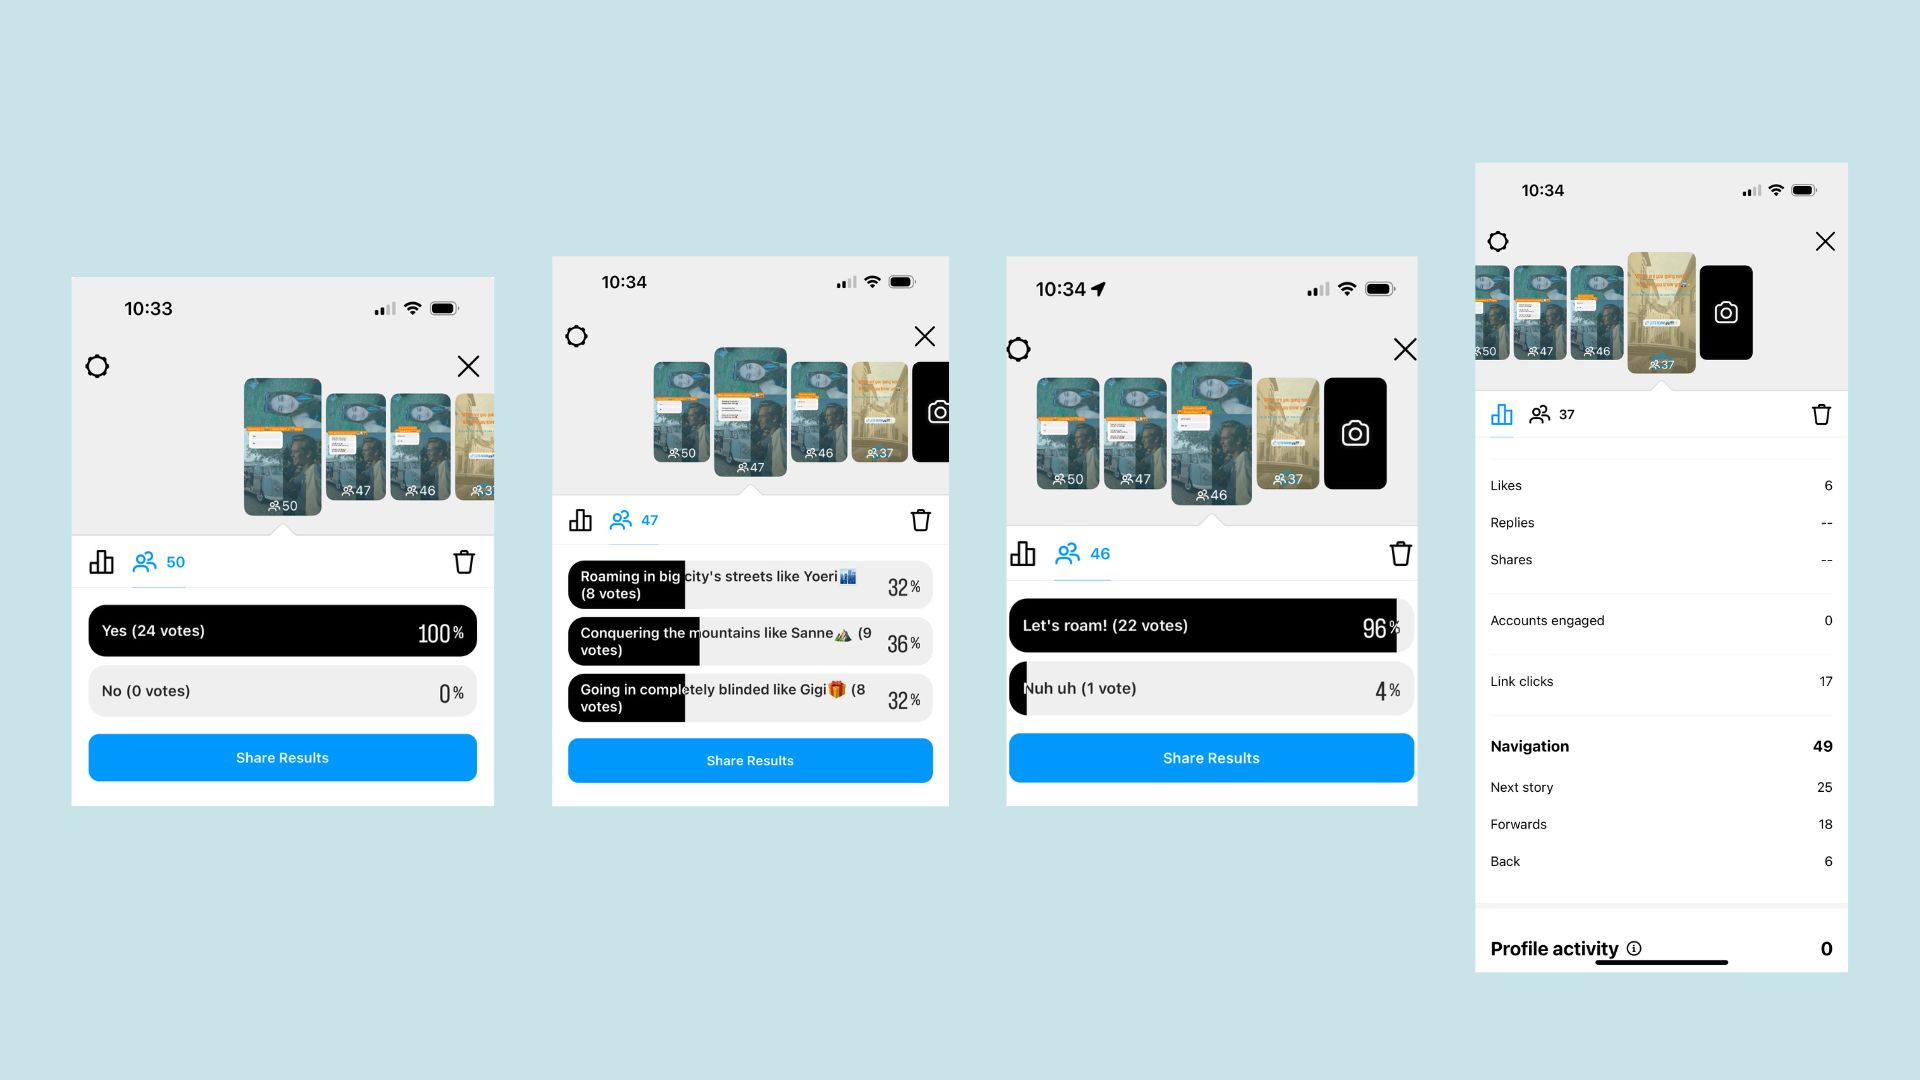 10:33
50
47
46
37
50
Yes (24 votes)
100%
No (0 votes)
0%
Share Results
10:34
50
47
46
37
47
Roaming in big city's streets like Yoeri🏙️
(8 votes)
32%
Conquering the mountains like Sanne⛰️ (9
votes)
36%
Going in completely blinded like Gigi🎁 (8
votes)
32%
Share Results
10:34
50
47
46
37
46
Let's roam! (22 votes)
96%
Nuh uh (1 vote)
4%
Share Results
10:34
50
47
46
37
37
Likes 6
Replies --
Shares --
Accounts engaged 0
Link clicks 17
Navigation 49
Next story 25
Forwards 18
Back 6
Profile activity 0